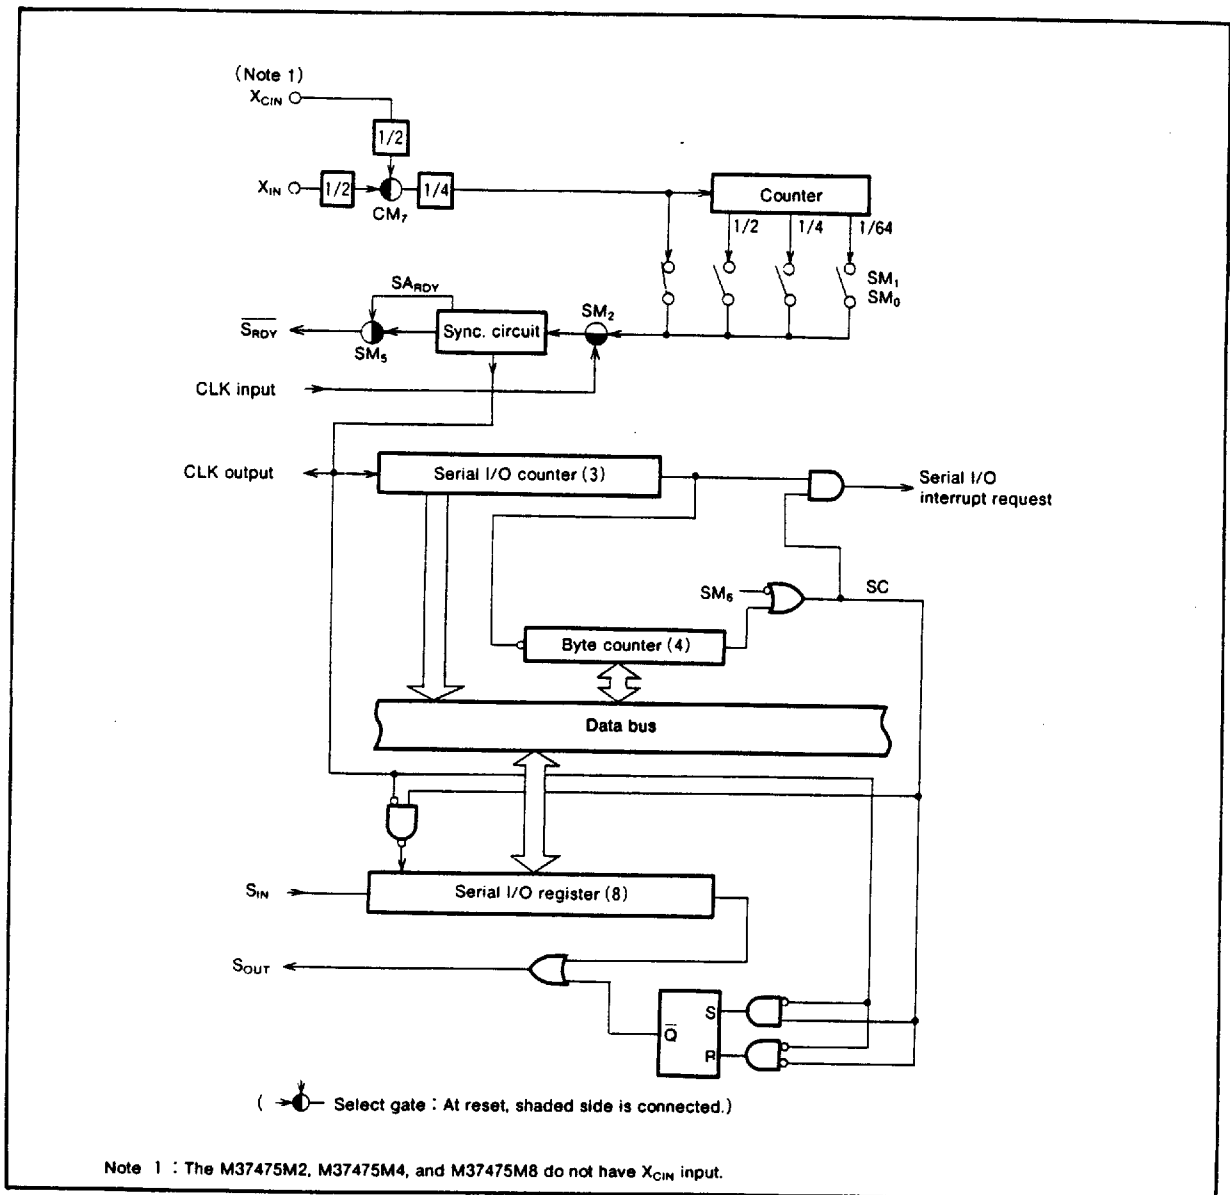 (Note 1)
XCIN
1/2
XIN
1/2
CM7
1/4
Counter
1/2
1/4
1/64
SM1
SM0
SARDY
SM2
S̅R̅D̅Y̅
SM5
Sync. circuit
CLK input
CLK output
Serial I/O counter (3)
Serial I/O
interrupt request
SM6
SC
Byte counter (4)
Data bus
SIN
Serial I/O register (8)
SOUT
S
Q̅
R
( Select gate : At reset, shaded side is connected.)
Note 1 : The M37475M2, M37475M4, and M37475M8 do not have XCIN input.